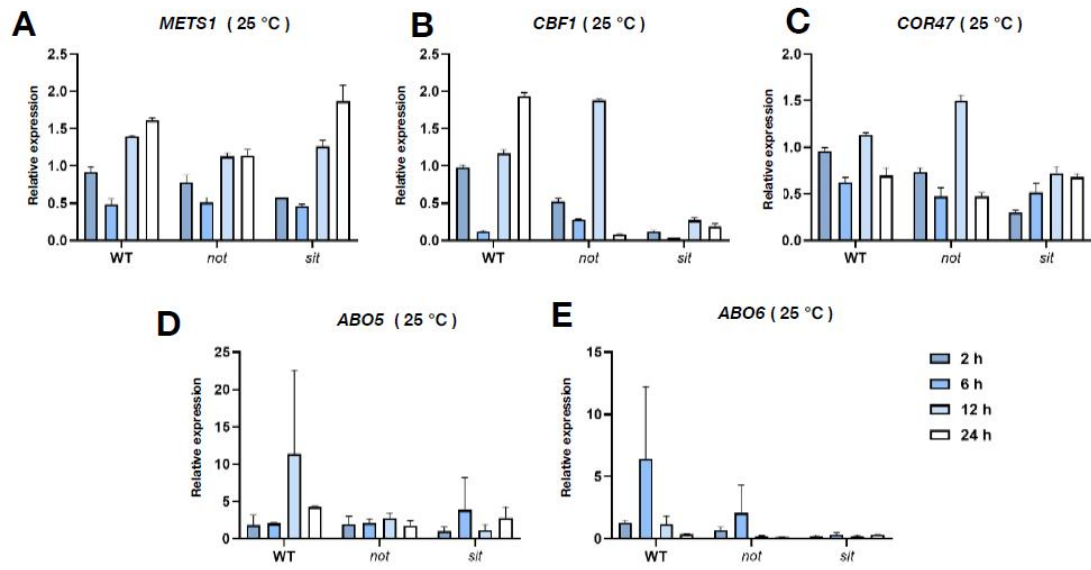 A
METS1 ( 25 °C )
Relative expression
2.5
2.0
1.5
1.0
0.5
0.0
WT
not
sit
B
CBF1 ( 25 °C )
Relative expression
2.5
2.0
1.5
1.0
0.5
0.0
WT
not
sit
C
COR47 ( 25 °C )
Relative expression
2.0
1.5
1.0
0.5
0.0
WT
not
sit
D
ABO5 ( 25 °C )
Relative expression
25
20
15
10
5
0
WT
not
sit
E
ABO6 ( 25 °C )
Relative expression
15
10
5
0
WT
not
sit
2 h
6 h
12 h
24 h